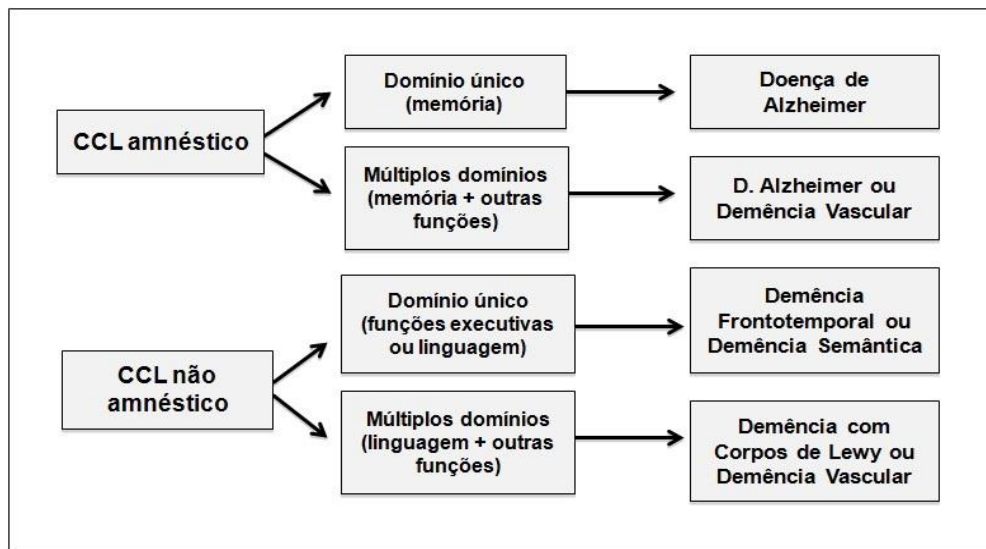 CCL amnéstico
Domínio único
(memória)
Doença de
Alzheimer
Múltiplos domínios
(memória + outras
funções)
D. Alzheimer ou
Demência Vascular
CCL não
amnéstico
Domínio único
(funções executivas
ou linguagem)
Demência
Frontotemporal ou
Demência Semântica
Múltiplos domínios
(linguagem + outras
funções)
Demência com
Corpos de Lewy ou
Demência Vascular